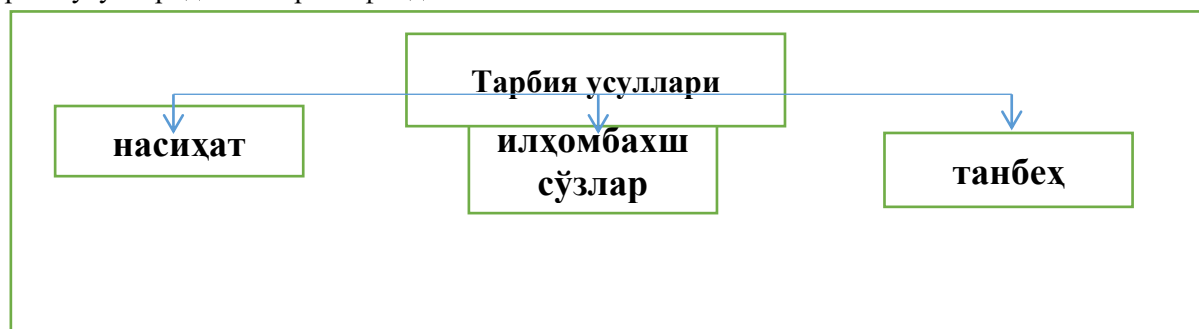 Тарбия усуллари
насиҳат
илҳомбахш
сўзлар
танбеҳ